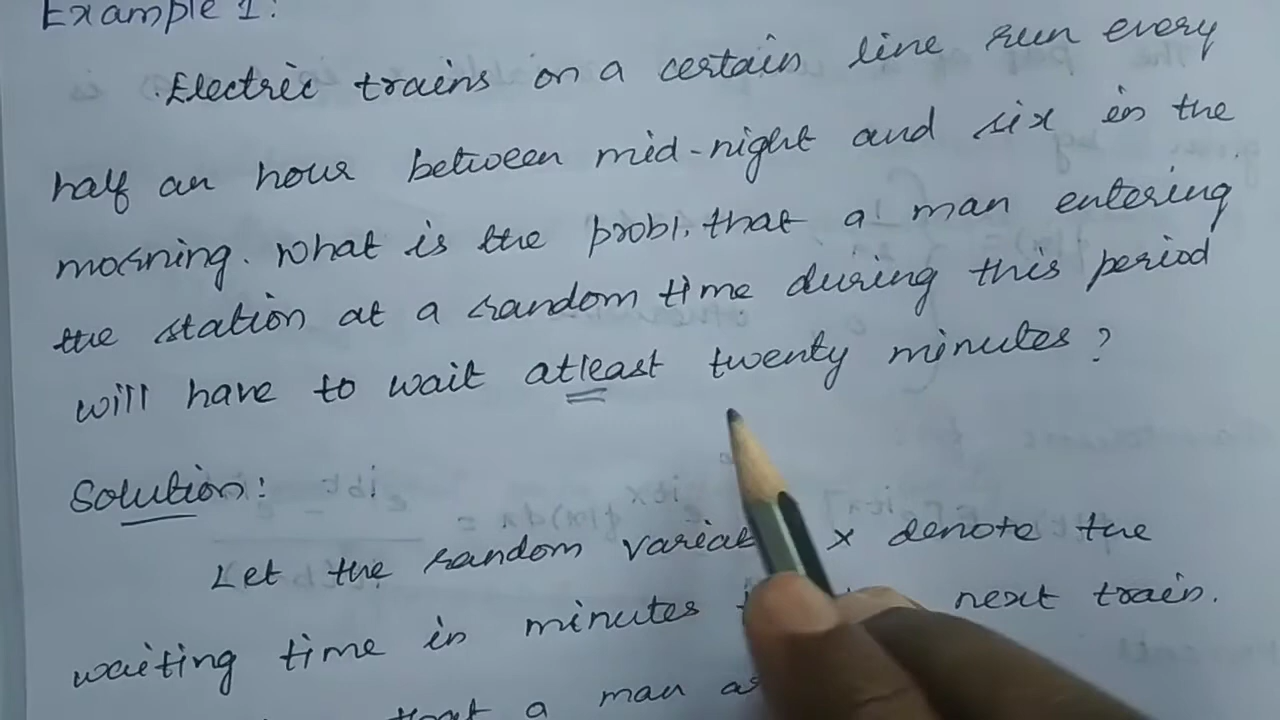 Example 1:
Electric trains on a certain line run every
half an hour between mid-night and six in the
morning. What is the probl. that a man entering
the station at a random time during this period
will have to wait atleast twenty minutes?
Solution:
Let the random x denote the
waiting time in minutes next train.
that a man